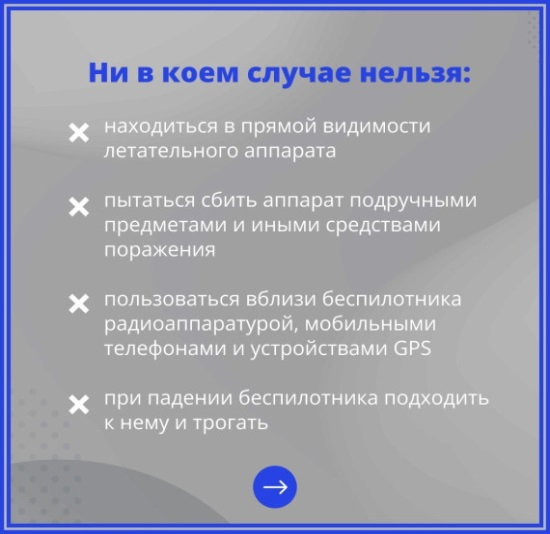 Ни в коем случае нельзя:
находиться в прямой видимости
летательного аппарата
пытаться сбить аппарат подручными
предметами и иными средствами
поражения
пользоваться вблизи беспилотника
радиоаппаратурой, мобильными
телефонами и устройствами GPS
при падении беспилотника подходить
к нему и трогать